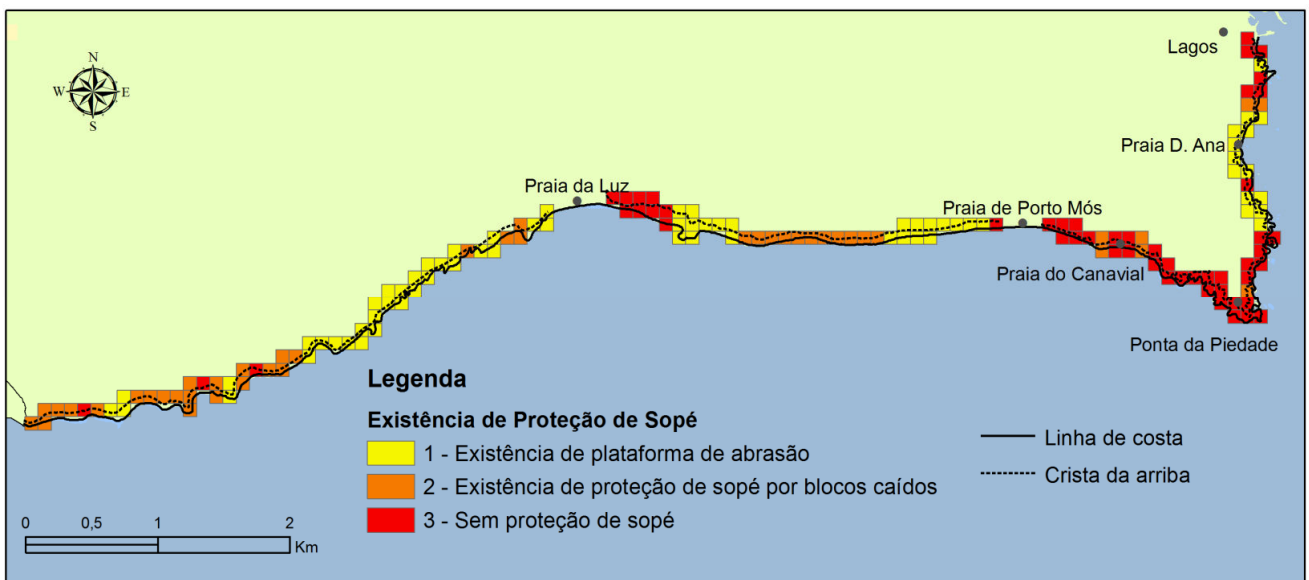 Lagos
N
W
E
S
Praia D. Ana
Praia da Luz
Praia de Porto Mós
Praia do Canavial
Ponta da Piedade
Legenda
Existência de Proteção de Sopé
1 - Existência de plataforma de abrasão
2 - Existência de proteção de sopé por blocos caídos
3 - Sem proteção de sopé
Linha de costa
Crista da arriba
0 0,5 1 2
Km